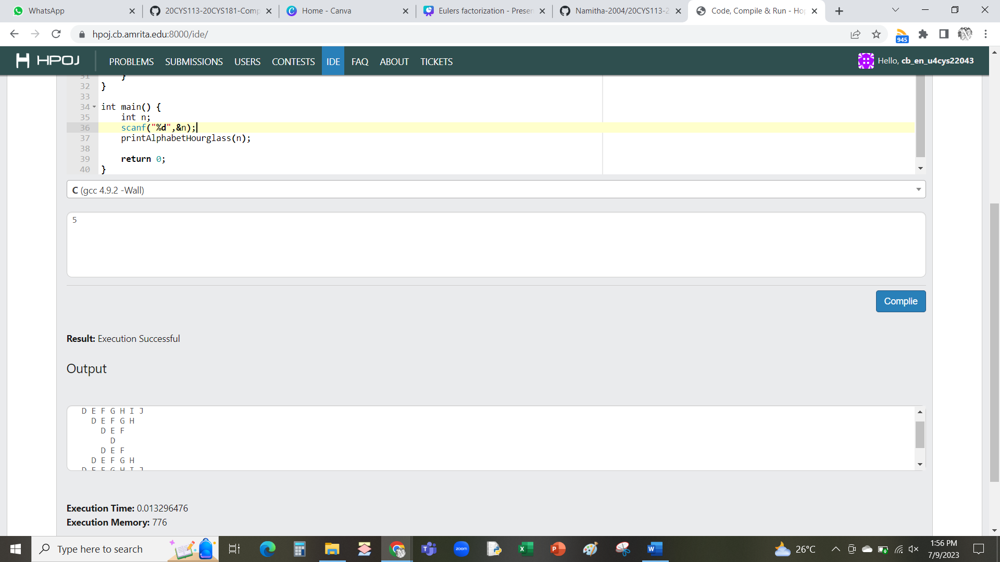 WhatsApp
20CYS113-20CYS181-Comp
Home - Canva
Eulers factorization - Presen
Namitha-2004/20CYS113-2
Code, Compile & Run - Hop
hpoj.cb.amrita.edu:8000/ide/
945
HPOJ
PROBLEMS SUBMISSIONS USERS CONTESTS IDE FAQ ABOUT TICKETS
Hello, cb_en_u4cys22043
31 }
32 }
33
34 int main() {
35 int n;
36 scanf("%d",&n);
37 printAlphabetHourglass(n);
38
39 return 0;
40 }
C (gcc 4.9.2 -Wall)
5
Complie
Result: Execution Successful
Output
D E F G H I J
D E F G H
D E F
D
D E F
D E F G H
D E F G H I J
Execution Time: 0.013296476
Execution Memory: 776
Type here to search
zoom
26°C
1:56 PM
7/9/2023